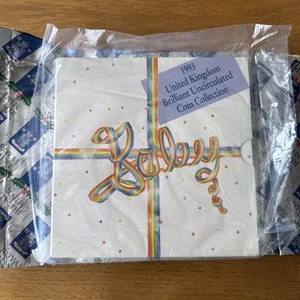 1993
United Kingdom
Brilliant Uncirculated
Coin Collection
Baby